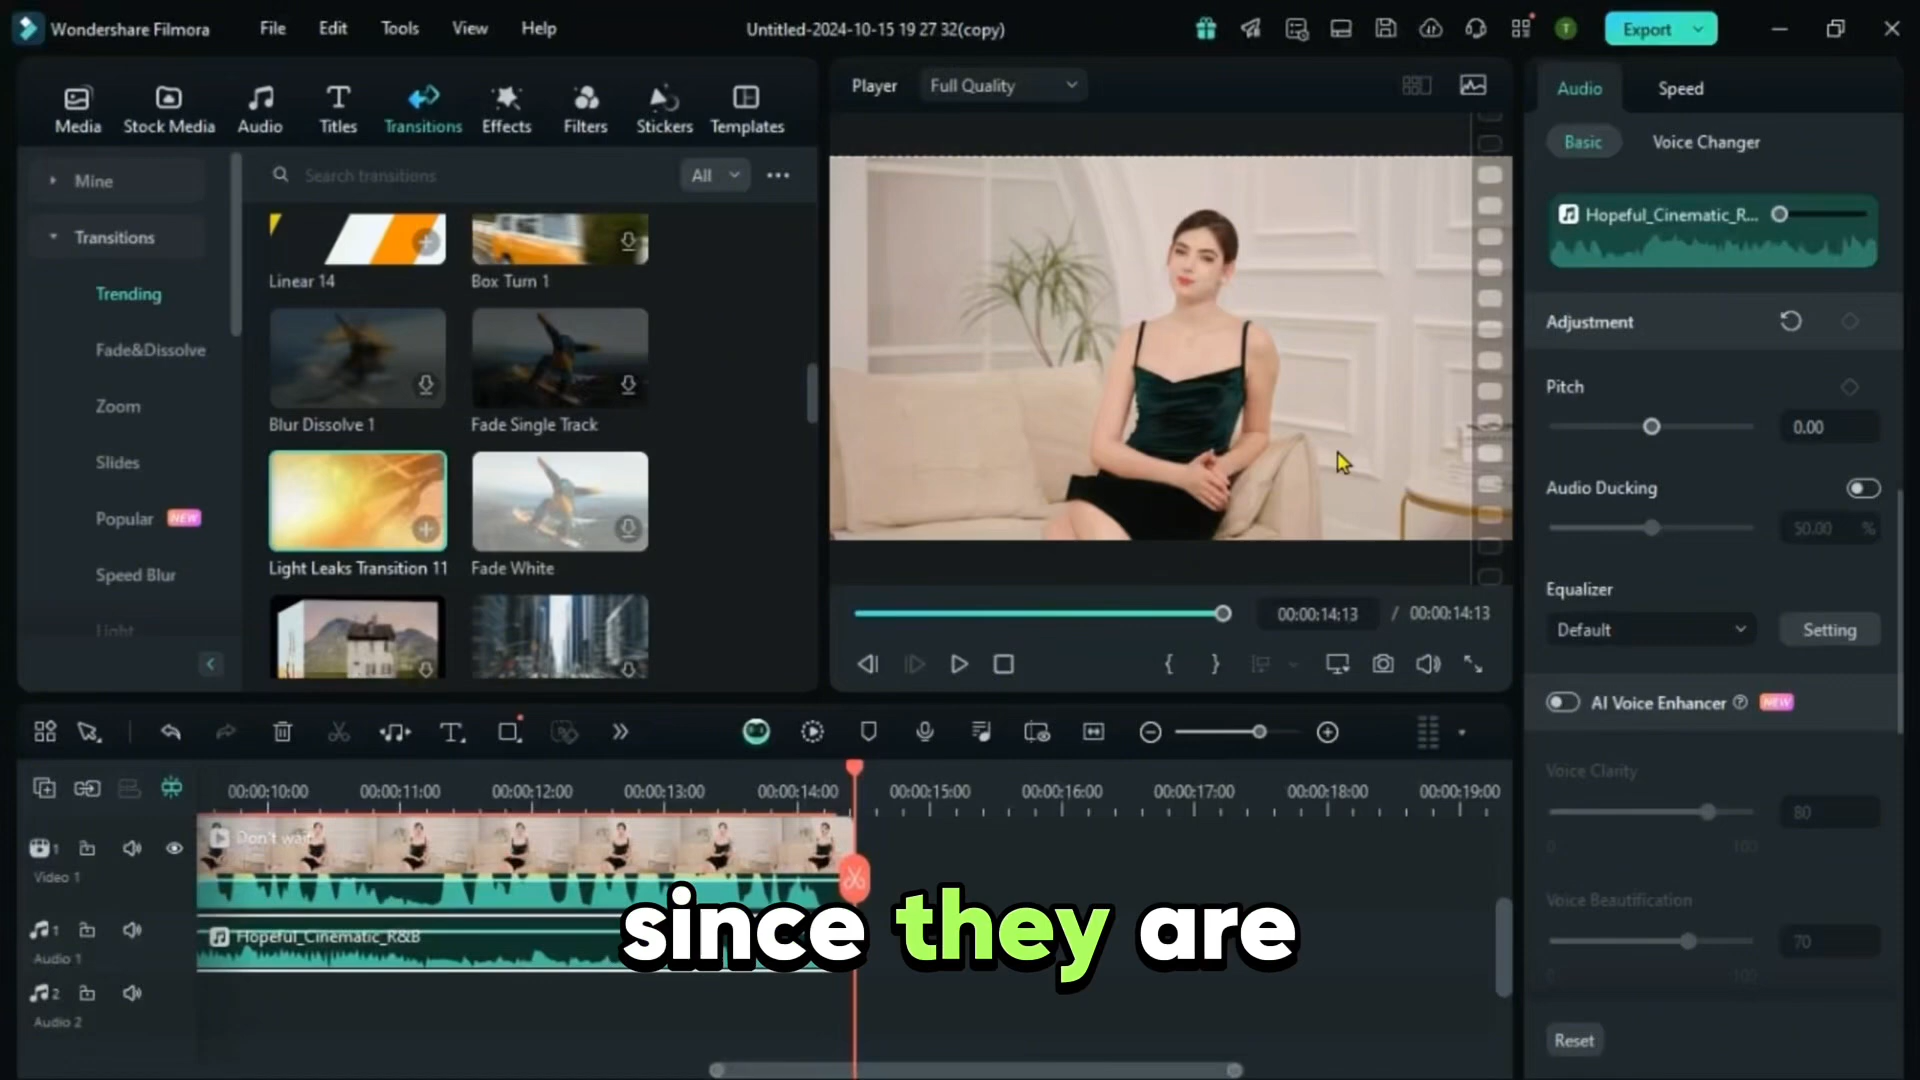 Wondershare Filmora
File
Edit
Tools
View
Help
Untitled-2024-10-15 19 27 32(copy)
T
Export
Media
Stock Media
Audio
Titles
Transitions
Effects
Filters
Stickers
Templates
Player
Full Quality
Audio
Speed
Basic
Voice Changer
Mine
Search transitions
All
Transitions
Trending
Fade&Dissolve
Zoom
Slides
Popular
NEW
Speed Blur
Light
Linear 14
Box Turn 1
Blur Dissolve 1
Fade Single Track
Light Leaks Transition 11
Fade White
Hopeful_Cinematic_R...
Adjustment
Pitch
0.00
Audio Ducking
50.00 %
Equalizer
Default
Setting
AI Voice Enhancer
NEW
Voice Clarity
80
0
100
Voice Beautification
70
0
100
Reset
00:00:14:13 / 00:00:14:13
00:00:10:00
00:00:11:00
00:00:12:00
00:00:13:00
00:00:14:00
00:00:15:00
00:00:16:00
00:00:17:00
00:00:18:00
00:00:19:00
1
Video 1
Don't wait
1
Audio 1
Hopeful_Cinematic_R&B
2
Audio 2
since they are